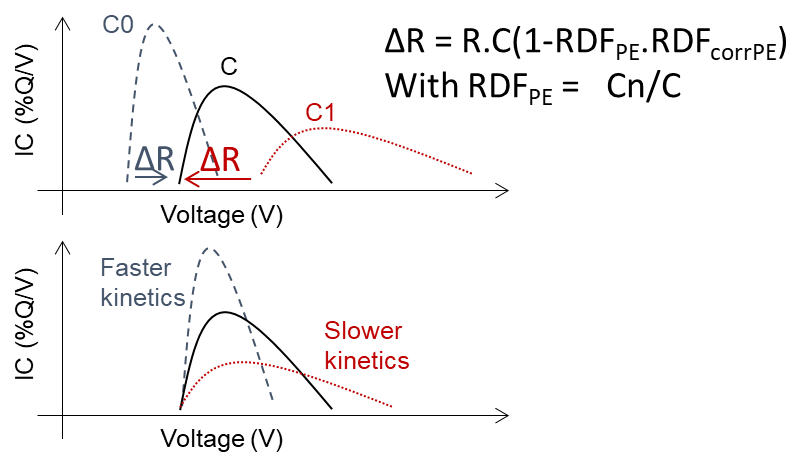 C0
C
C1
ΔR
ΔR
IC (%Q/V)
Voltage (V)
ΔR = R.C(1-RDFPE.RDFcorrPE)
With RDFPE = Cn/C
Faster
kinetics
Slower
kinetics
IC (%Q/V)
Voltage (V)